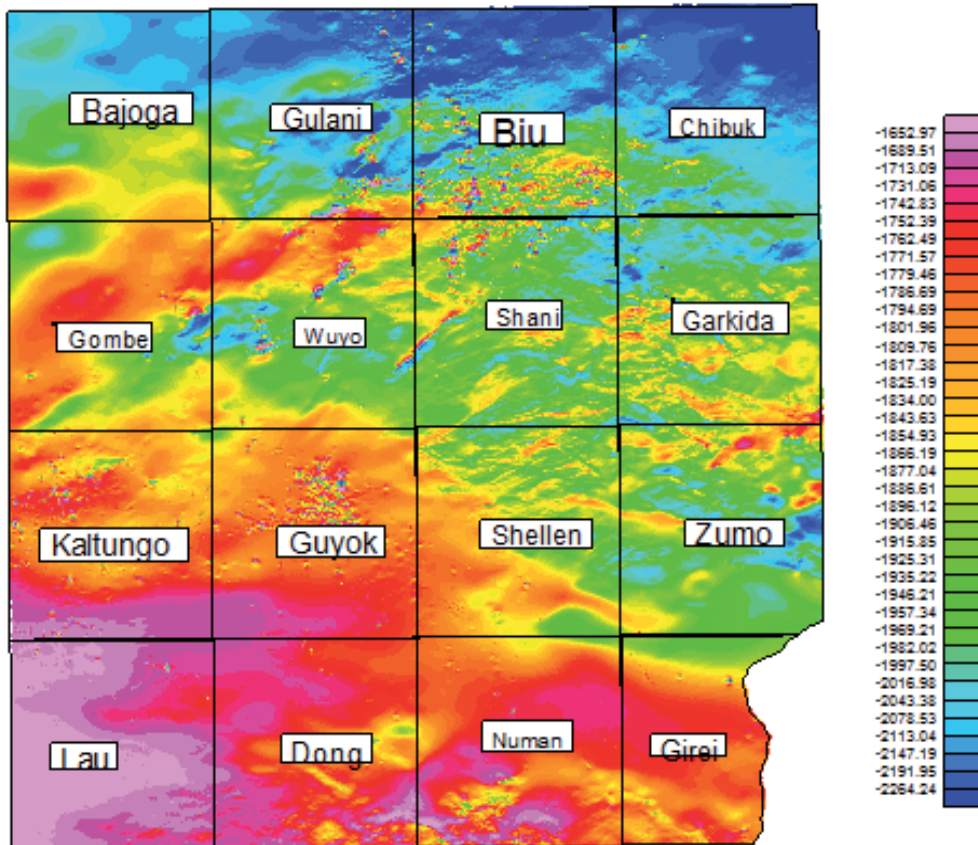 Bajoga
Gulani
Biu
Chibuk
Gombe
Wuyo
Shani
Garkida
Kaltungo
Guyok
Shellen
Zumo
Lau
Dong
Numan
Girei
-1652.97
-1689.51
-1713.09
-1731.06
-1742.83
-1752.39
-1762.49
-1771.57
-1779.46
-1786.69
-1794.69
-1801.96
-1809.76
-1817.38
-1825.19
-1834.00
-1843.63
-1854.93
-1866.19
-1877.04
-1886.61
-1896.12
-1906.46
-1915.85
-1925.31
-1935.22
-1946.21
-1957.34
-1969.21
-1982.02
-1997.50
-2016.98
-2043.38
-2078.53
-2113.04
-2147.19
-2191.95
-2264.24